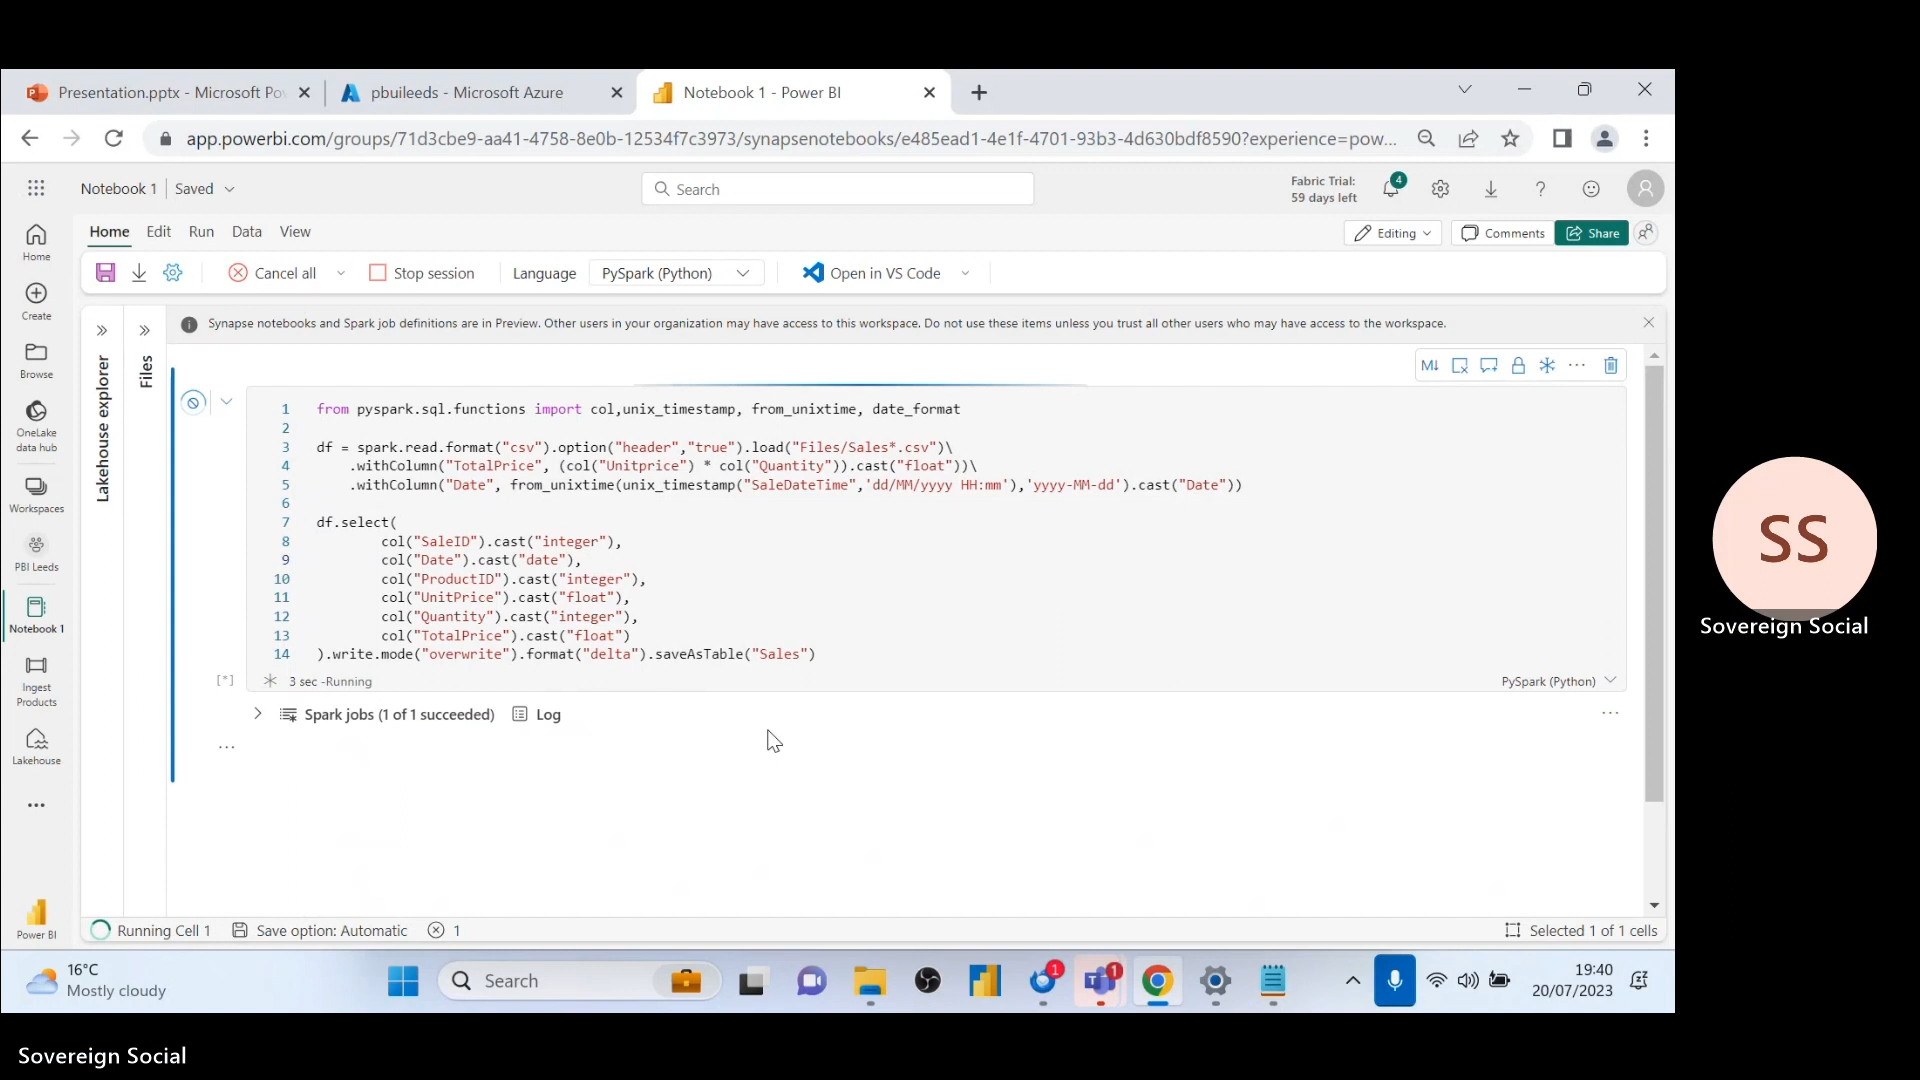 Presentation.pptx - Microsoft Po
pbuileeds - Microsoft Azure
Notebook 1 - Power BI
app.powerbi.com/groups/71d3cbe9-aa41-4758-8e0b-12534f7c3973/synapsenotebooks/e485ead1-4e1f-4701-93b3-4d630bdf8590?experience=pow...
Notebook 1 | Saved
Search
Fabric Trial:
59 days left
4
?
Home Edit Run Data View
Editing
Comments
Share
Cancel all
Stop session
Language
PySpark (Python)
Open in VS Code
Home
Create
Browse
OneLake
data hub
Workspaces
PBI Leeds
Notebook 1
Ingest
Products
Lakehouse
Power BI
Lakehouse explorer
Files
Synapse notebooks and Spark job definitions are in Preview. Other users in your organization may have access to this workspace. Do not use these items unless you trust all other users who may have access to the workspace.
M↓
1 from pyspark.sql.functions import col,unix_timestamp, from_unixtime, date_format
2
3 df = spark.read.format("csv").option("header","true").load("Files/Sales*.csv")\
4 .withColumn("TotalPrice", (col("Unitprice") * col("Quantity")).cast("float"))\
5 .withColumn("Date", from_unixtime(unix_timestamp("SaleDateTime",'dd/MM/yyyy HH:mm'),'yyyy-MM-dd').cast("Date"))
6
7 df.select(
8 col("SaleID").cast("integer"),
9 col("Date").cast("date"),
10 col("ProductID").cast("integer"),
11 col("UnitPrice").cast("float"),
12 col("Quantity").cast("integer"),
13 col("TotalPrice").cast("float")
14 ).write.mode("overwrite").format("delta").saveAsTable("Sales")
[*]
3 sec -Running
PySpark (Python)
Spark jobs (1 of 1 succeeded)
Log
Running Cell 1
Save option: Automatic
1
Selected 1 of 1 cells
16°C
Mostly cloudy
Search
1
1
19:40
20/07/2023
SS
Sovereign Social
Sovereign Social